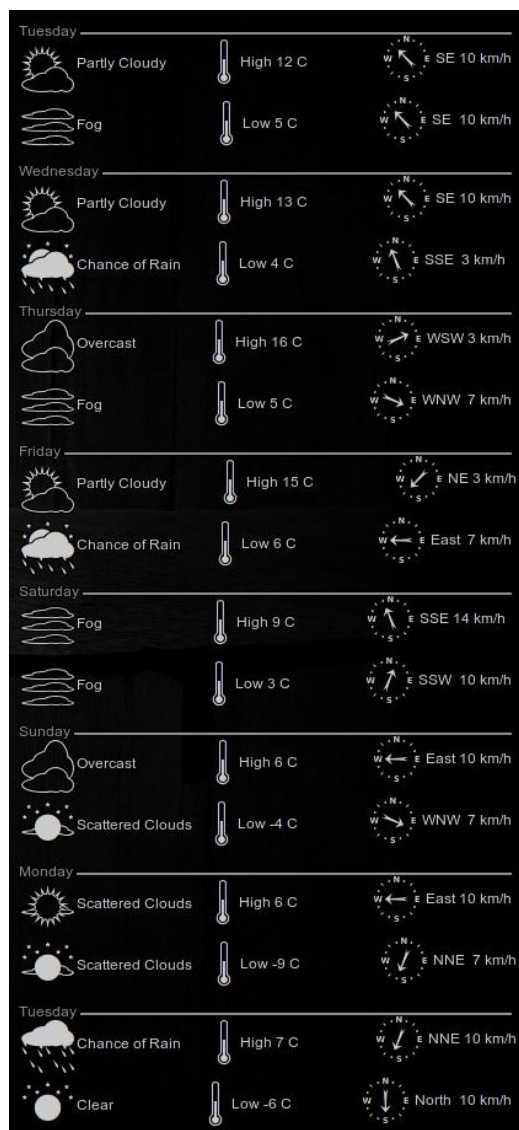 Tuesday
Partly Cloudy High 12 C N W E S SE 10 km/h
Fog Low 5 C N W E S SE 10 km/h
Wednesday
Partly Cloudy High 13 C N W E S SE 10 km/h
Chance of Rain Low 4 C N W E S SSE 3 km/h
Thursday
Overcast High 16 C N W E S WSW 3 km/h
Fog Low 5 C N W E S WNW 7 km/h
Friday
Partly Cloudy High 15 C N W E S NE 3 km/h
Chance of Rain Low 6 C N W E S East 7 km/h
Saturday
Fog High 9 C N W E S SSE 14 km/h
Fog Low 3 C N W E S SSW 10 km/h
Sunday
Overcast High 6 C N W E S East 10 km/h
Scattered Clouds Low -4 C N W E S WNW 7 km/h
Monday
Scattered Clouds High 6 C N W E S East 10 km/h
Scattered Clouds Low -9 C N W E S NNE 7 km/h
Tuesday
Chance of Rain High 7 C N W E S NNE 10 km/h
Clear Low -6 C N W E S North 10 km/h